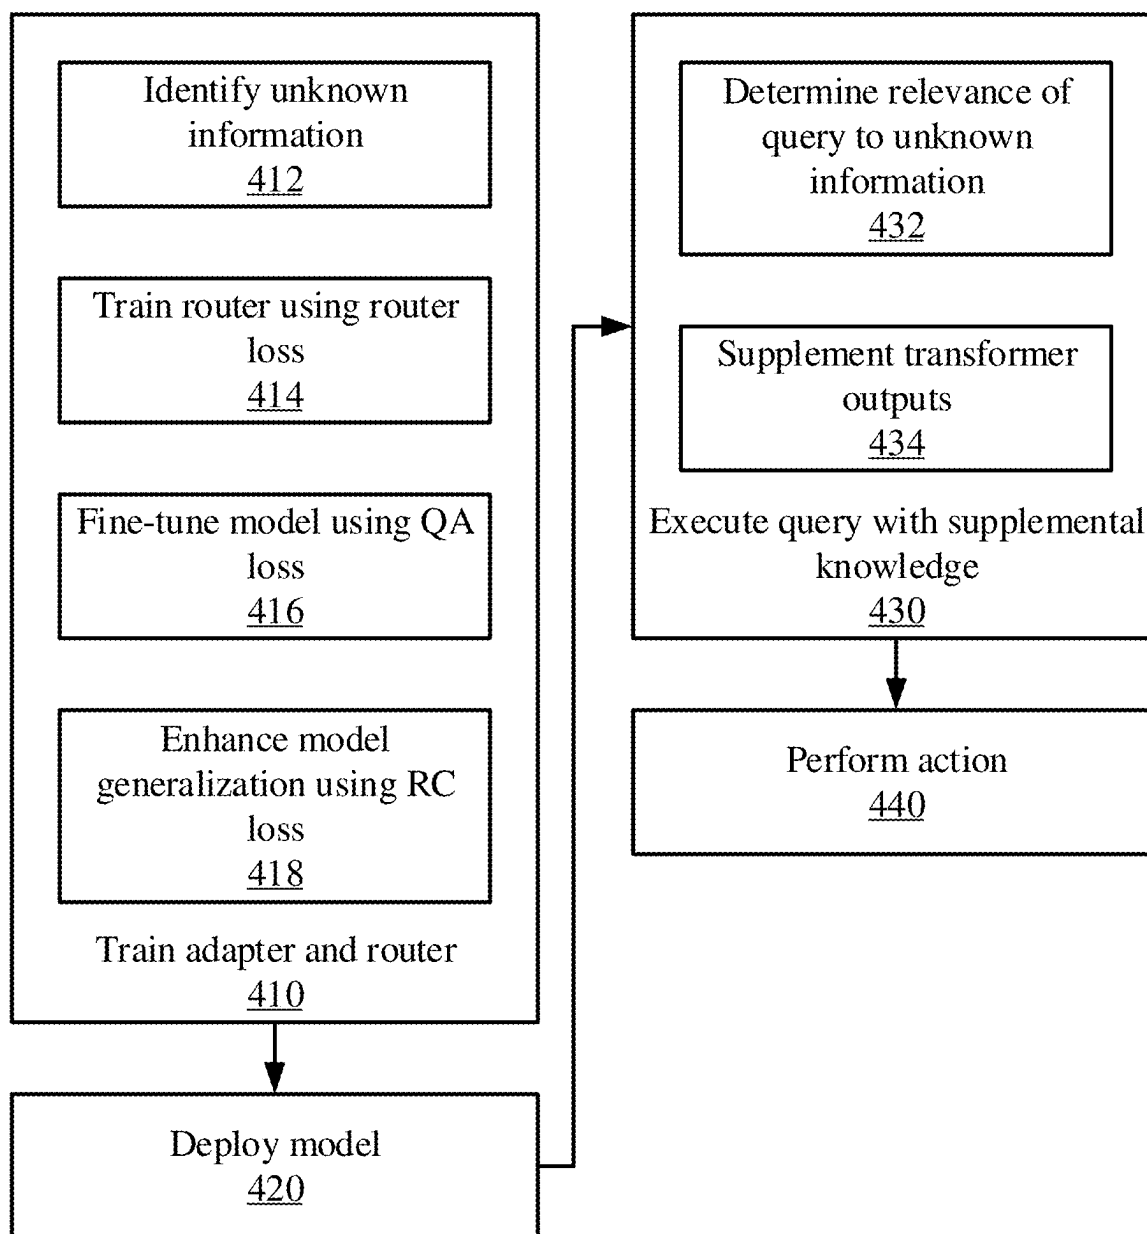 Identify unknown
information
412
Train router using router
loss
414
Fine-tune model using QA
loss
416
Enhance model
generalization using RC
loss
418
Train adapter and router
410
Deploy model
420
Determine relevance of
query to unknown
information
432
Supplement transformer
outputs
434
Execute query with supplemental
knowledge
430
Perform action
440